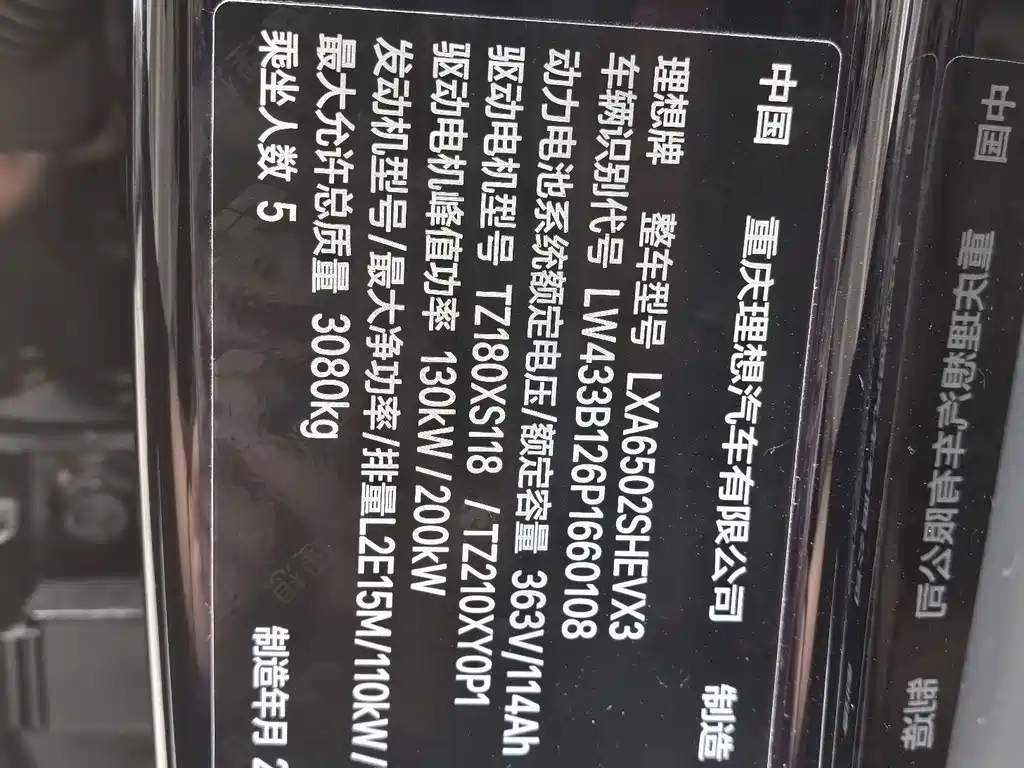 中国 重庆理想汽车有限公司 制造
理想牌 整车型号 LXA6502SHEVX3
车辆识别代号 LW433B126P1660108
动力电池系统额定电压/额定容量 363V/114Ah
驱动电机型号 TZ180XS118 /TZ210XY0P1
驱动电机峰值功率 130kW/200kW
发动机型号/最大净功率/排量L2E15M/110kW/
最大允许总质量 3080kg
乘坐人数 5 制造年月 2